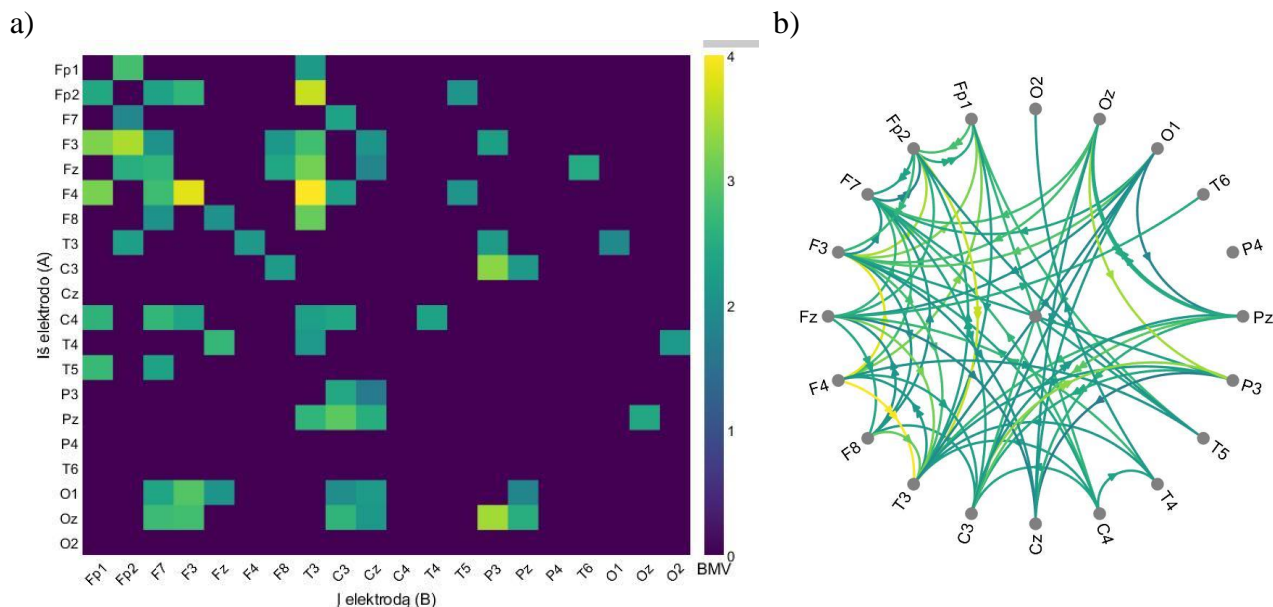 a)
b)
Fp1
Fp2
F7
F3
Fz
F4
F8
T3
C3
Cz
C4
T4
T5
P3
Pz
P4
T6
O1
Oz
O2
Iš elektrodo (A)
Fp1
Fp2
F7
F3
Fz
F4
F8
T3
C3
Cz
C4
T4
T5
P3
Pz
P4
T6
O1
Oz
O2
Į elektrodą (B)
4
3
2
1
0
BMV
O2
Oz
O1
T6
P4
Pz
P3
T5
T4
C4
Cz
C3
T3
F8
F4
Fz
F3
F7
Fp2
Fp1